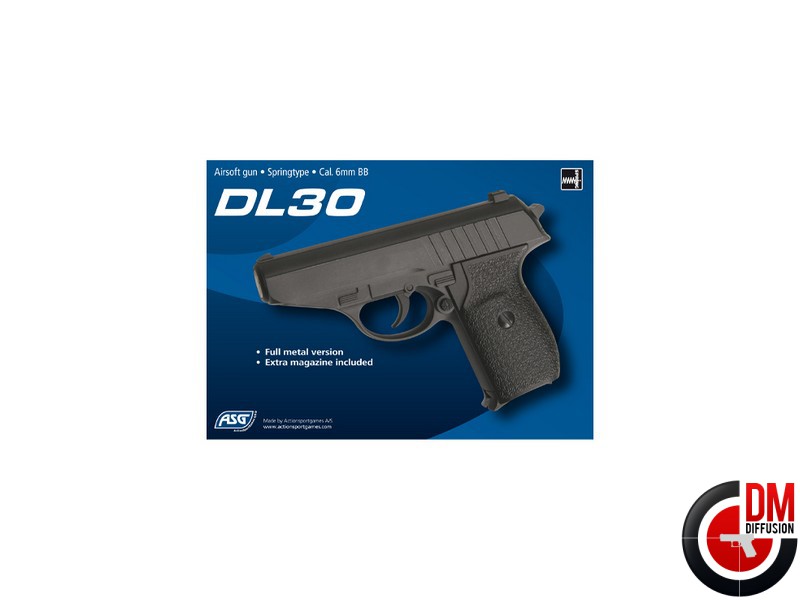 Airsoft gun • Springtype • Cal. 6mm BB
DL30
• Full metal version
• Extra magazine included
ASG
Made by Actionsportgames A/S
www.actionsportgames.com
DM
DIFFUSION